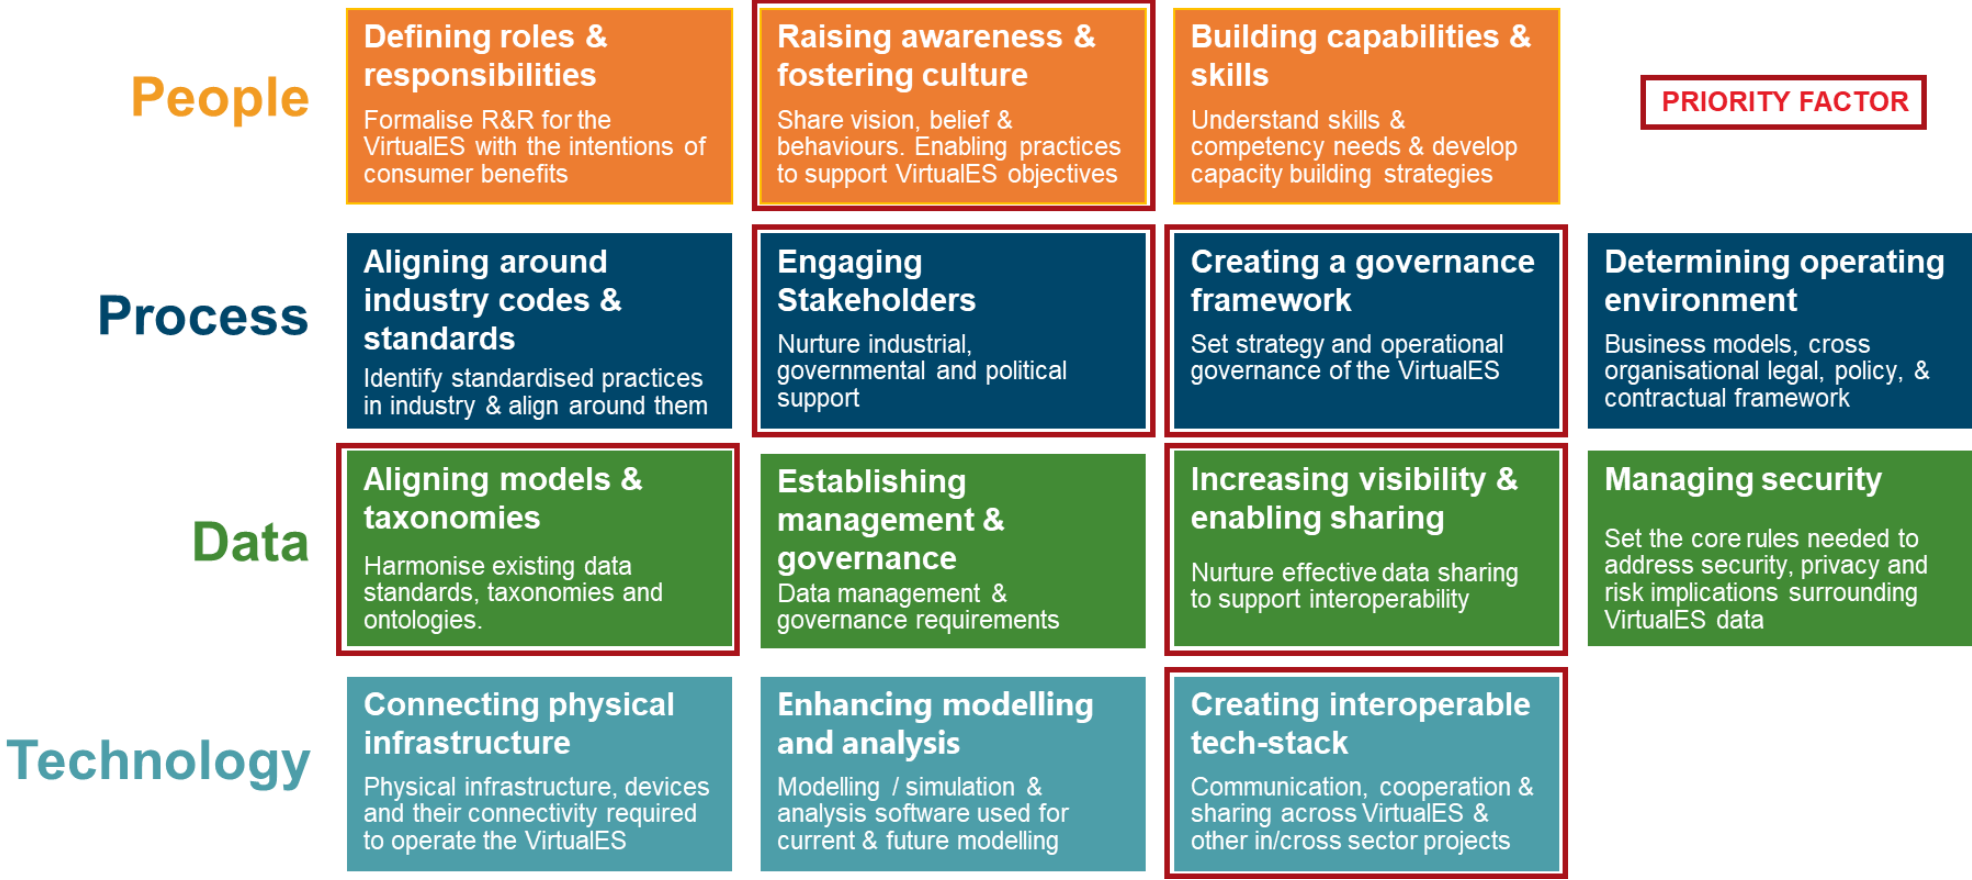 People
Defining roles &
responsibilities
Formalise R&R for the
VirtualES with the intentions of
consumer benefits
Raising awareness &
fostering culture
Share vision, belief &
behaviours. Enabling practices
to support VirtualES objectives
Building capabilities &
skills
Understand skills &
competency needs & develop
capacity building strategies
PRIORITY FACTOR
Process
Aligning around
industry codes &
standards
Identify standardised practices
in industry & align around them
Engaging
Stakeholders
Nurture industrial,
governmental and political
support
Creating a governance
framework
Set strategy and operational
governance of the VirtualES
Determining operating
environment
Business models, cross
organisational legal, policy, &
contractual framework
Data
Aligning models &
taxonomies
Harmonise existing data
standards, taxonomies and
ontologies.
Establishing
management &
governance
Data management &
governance requirements
Increasing visibility &
enabling sharing
Nurture effective data sharing
to support interoperability
Managing security
Set the core rules needed to
address security, privacy and
risk implications surrounding
VirtualES data
Technology
Connecting physical
infrastructure
Physical infrastructure, devices
and their connectivity required
to operate the VirtualES
Enhancing modelling
and analysis
Modelling / simulation &
analysis software used for
current & future modelling
Creating interoperable
tech-stack
Communication, cooperation &
sharing across VirtualES &
other in/cross sector projects